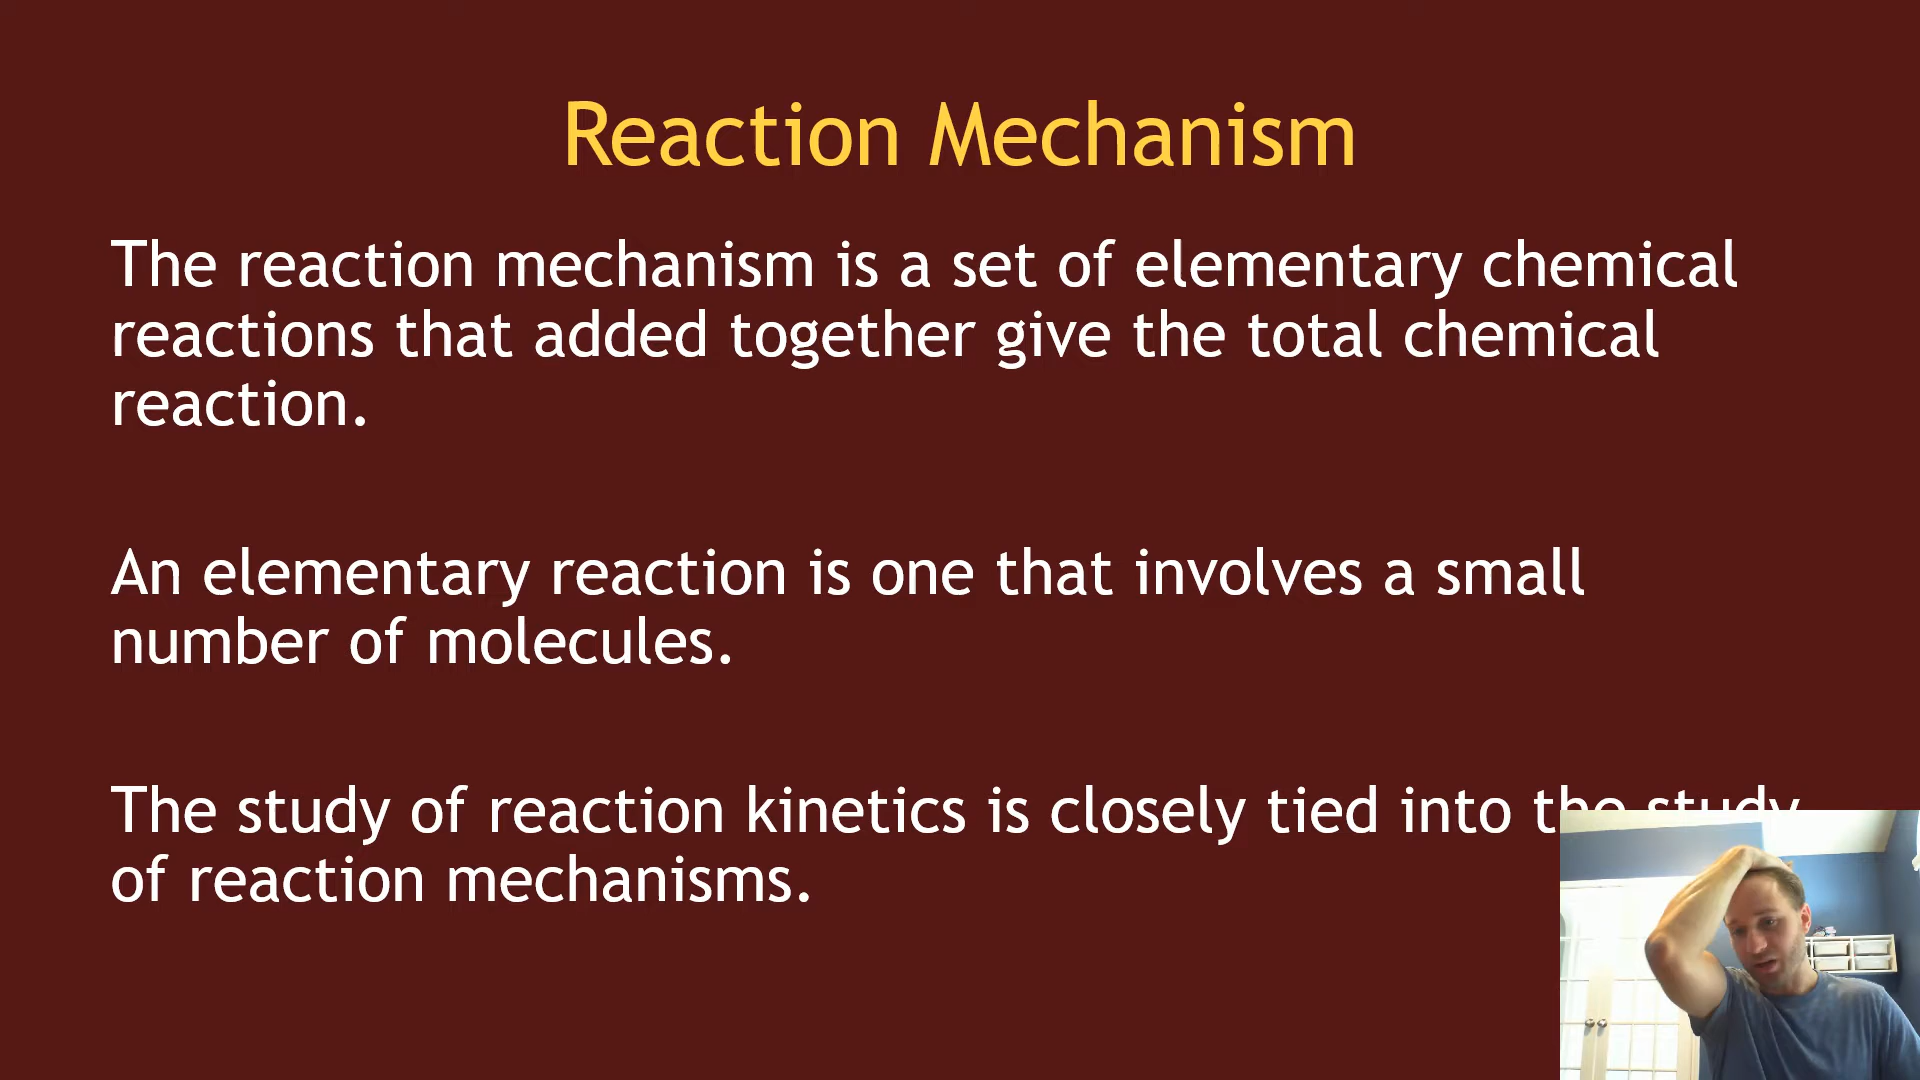 Reaction Mechanism
The reaction mechanism is a set of elementary chemical
reactions that added together give the total chemical
reaction.
An elementary reaction is one that involves a small
number of molecules.
The study of reaction kinetics is closely tied into the study
of reaction mechanisms.